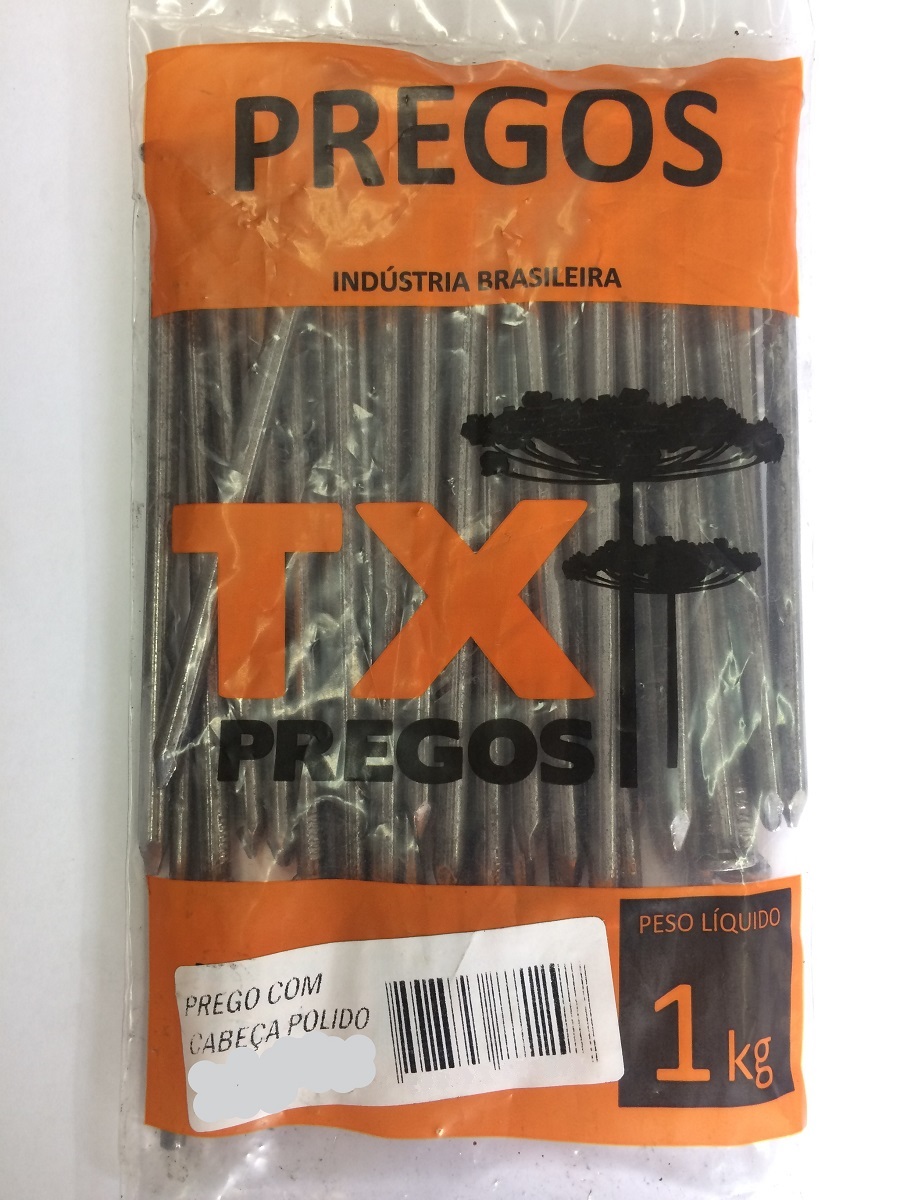 PREGOS
INDÚSTRIA BRASILEIRA
TX
PREGOS
PESO LÍQUIDO
1 kg
PREGO COM
CABEÇA POLIDO